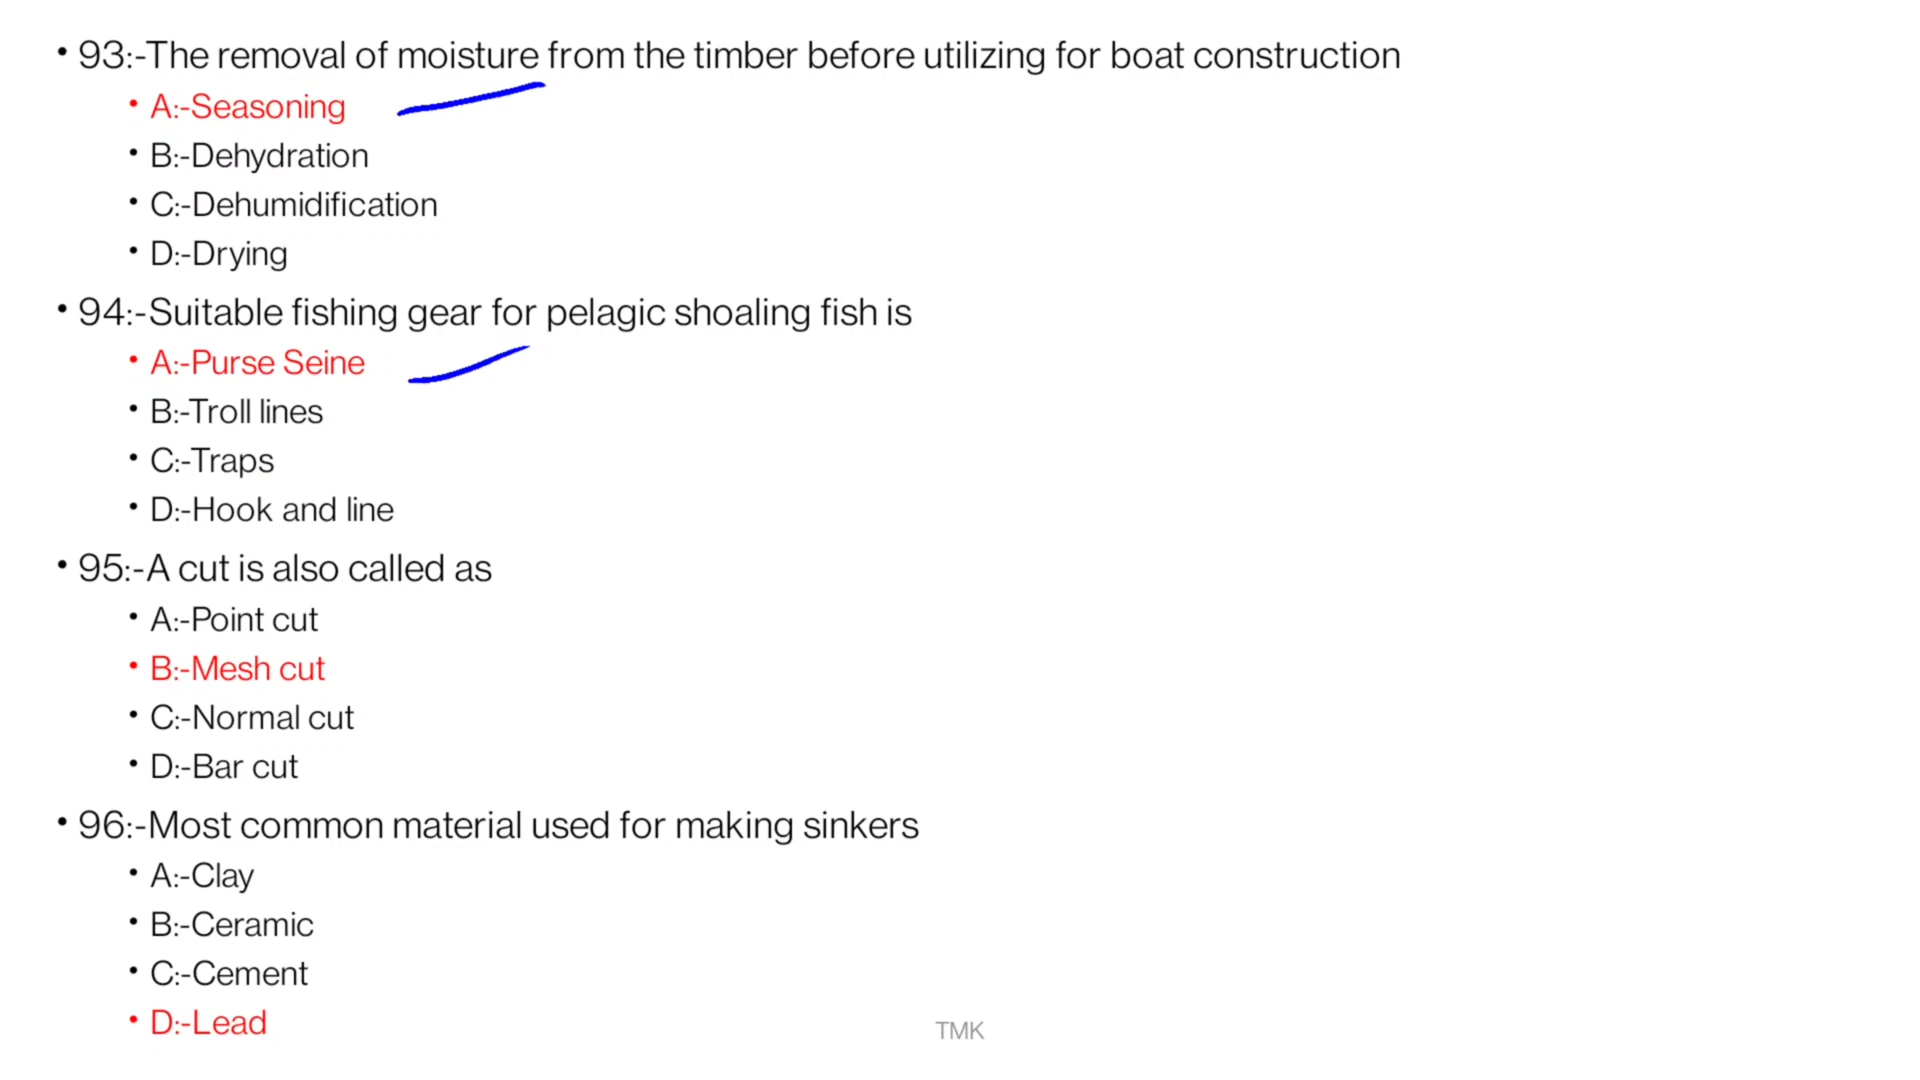 • 93:-The removal of moisture from the timber before utilizing for boat construction
• A:-Seasoning
• B:-Dehydration
• C:-Dehumidification
• D:-Drying
• 94:-Suitable fishing gear for pelagic shoaling fish is
• A:-Purse Seine
• B:-Troll lines
• C:-Traps
• D:-Hook and line
• 95:-A cut is also called as
• A:-Point cut
• B:-Mesh cut
• C:-Normal cut
• D:-Bar cut
• 96:-Most common material used for making sinkers
• A:-Clay
• B:-Ceramic
• C:-Cement
• D:-Lead
TMK